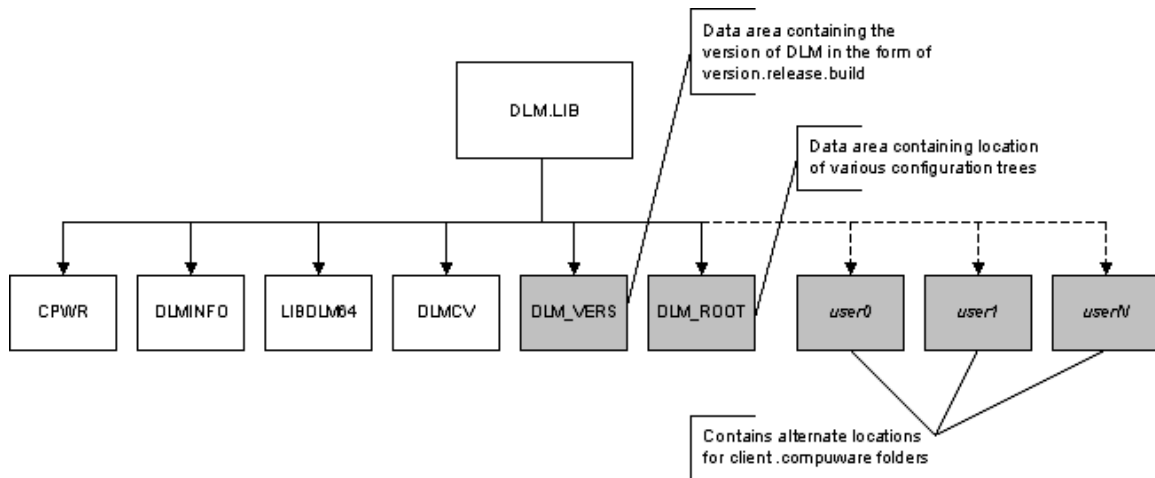 Data area containing the
version of DLM in the form of
version.release.build
DLM.LIB
Data area containing location
of various configuration trees
CPWR
DLMINFO
LIBDLM64
DLMCV
DLM_VERS
DLM_ROOT
user0
user1
userN
Contains alternate locations
for client .compuware folders